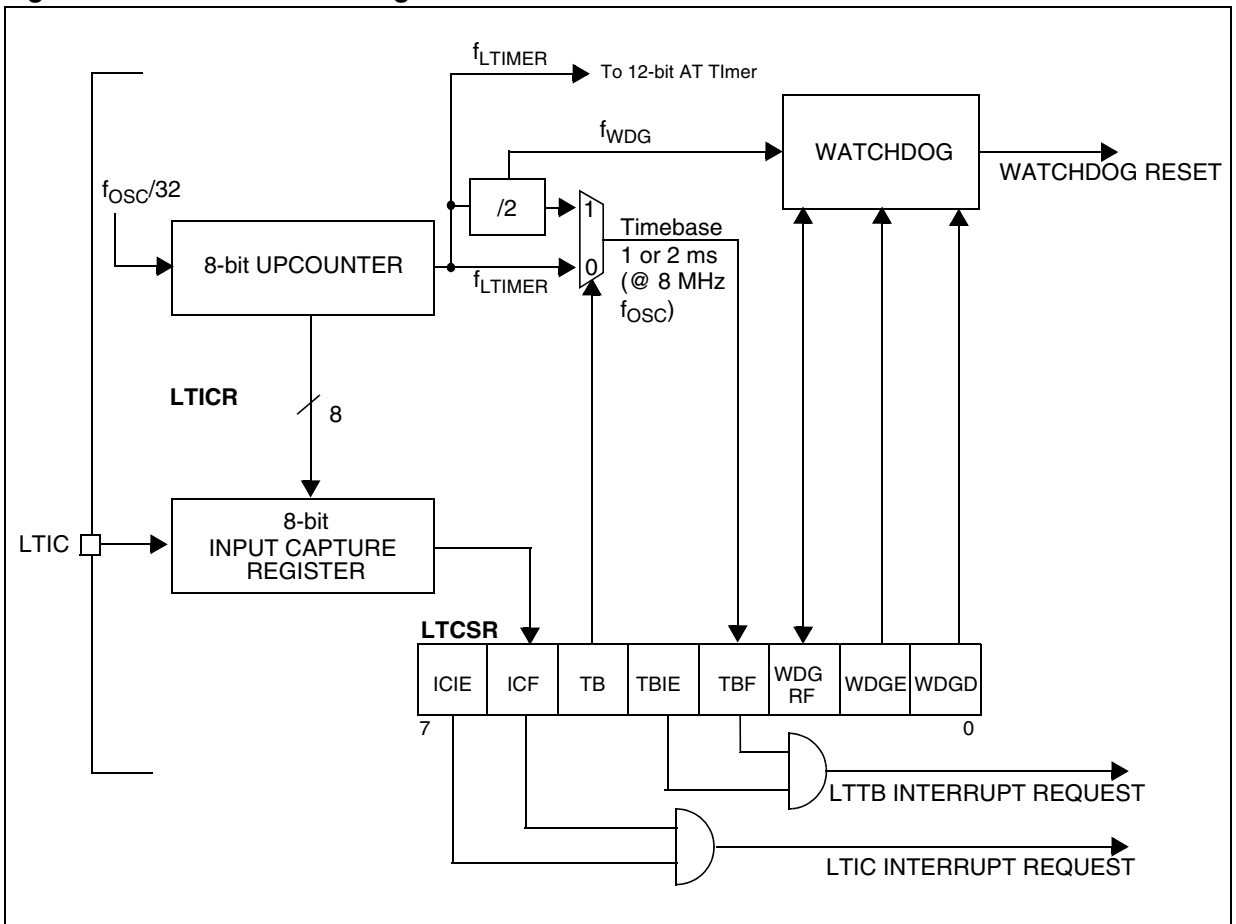 fLTIMER
To 12-bit AT TImer
fWDG
WATCHDOG
WATCHDOG RESET
fOSC/32
/2
1
Timebase
1 or 2 ms
(@ 8 MHz
fOSC)
8-bit UPCOUNTER
0
fLTIMER
LTICR
8
8-bit
INPUT CAPTURE
REGISTER
LTIC
LTCSR
ICIE ICF TB TBIE TBF WDG RF WDGE WDGD
7 0
LTTB INTERRUPT REQUEST
LTIC INTERRUPT REQUEST